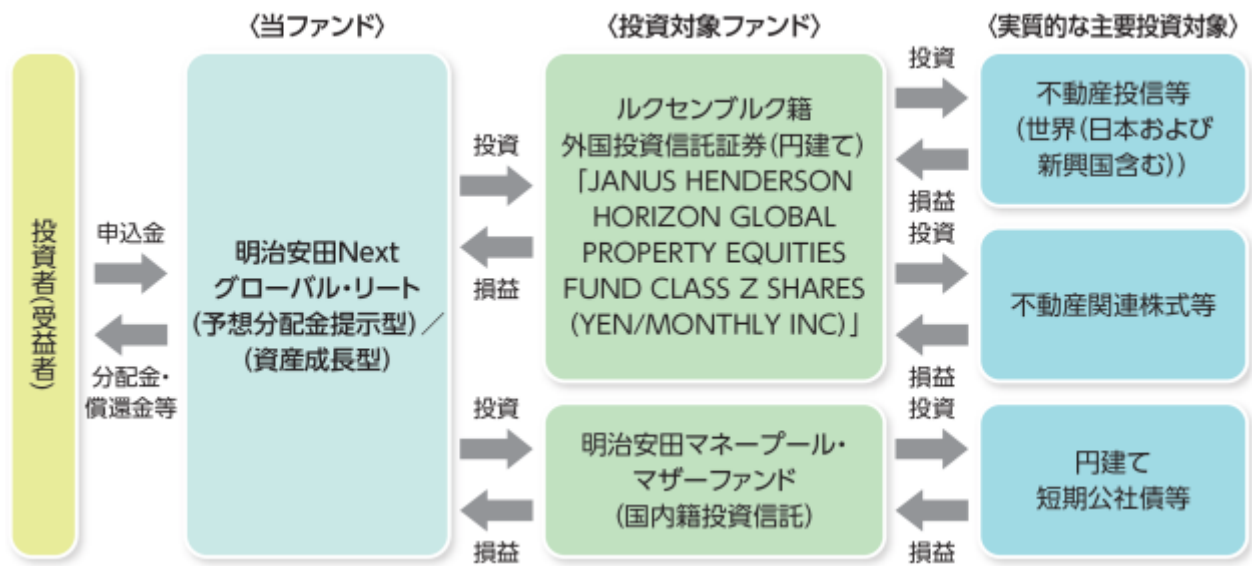 〈当ファンド〉
〈投資対象ファンド〉
〈実質的な主要投資対象〉
投資者(受益者)
申込金
分配金・
償還金等
明治安田Next
グローバル・リート
(予想分配金提示型)／
(資産成長型)
投資
損益
ルクセンブルク籍
外国投資信託証券(円建て)
「JANUS HENDERSON
HORIZON GLOBAL
PROPERTY EQUITIES
FUND CLASS Z SHARES
(YEN/MONTHLY INC)」
投資
損益
不動産投信等
(世界(日本および
新興国含む))
投資
損益
不動産関連株式等
投資
損益
明治安田マネープール・
マザーファンド
(国内籍投資信託)
投資
損益
円建て
短期公社債等